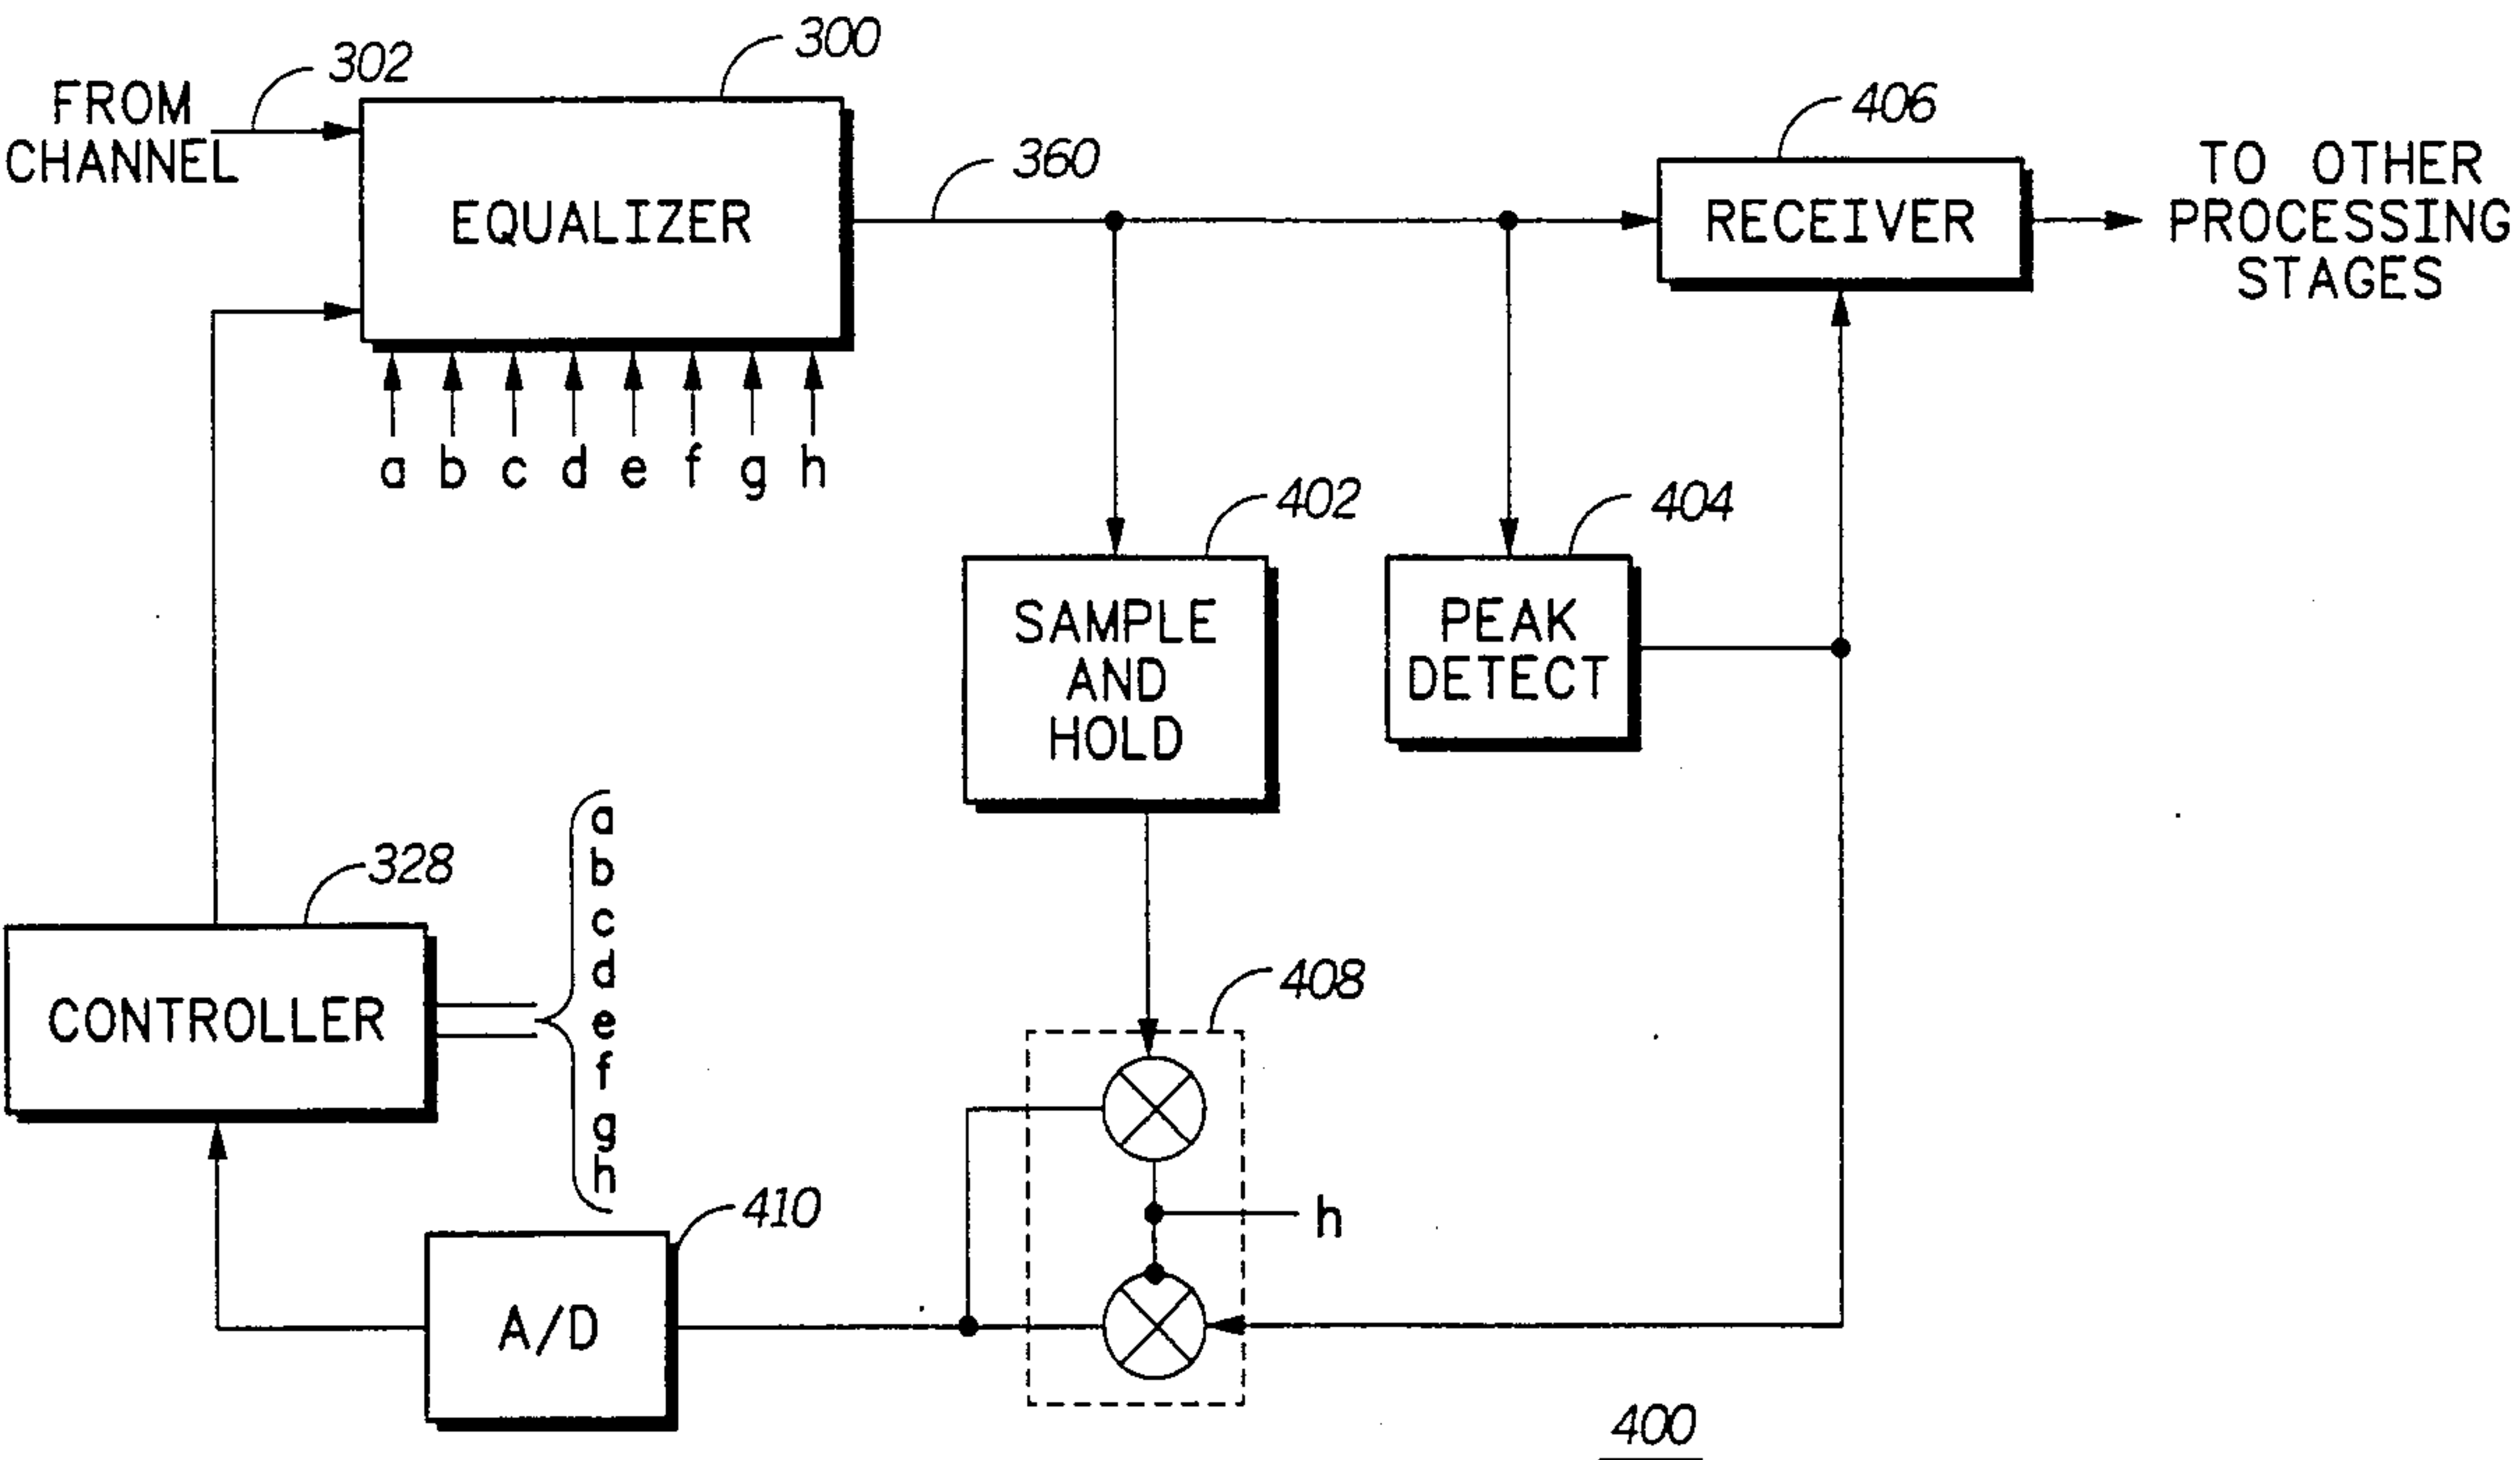 302
300
FROM
CHANNEL
EQUALIZER
360
406
RECEIVER
TO OTHER
PROCESSING
STAGES
a b c d e f g h
402
404
SAMPLE
AND
HOLD
PEAK
DETECT
328
CONTROLLER
a
b
c
d
e
f
g
h
408
h
410
A/D
400